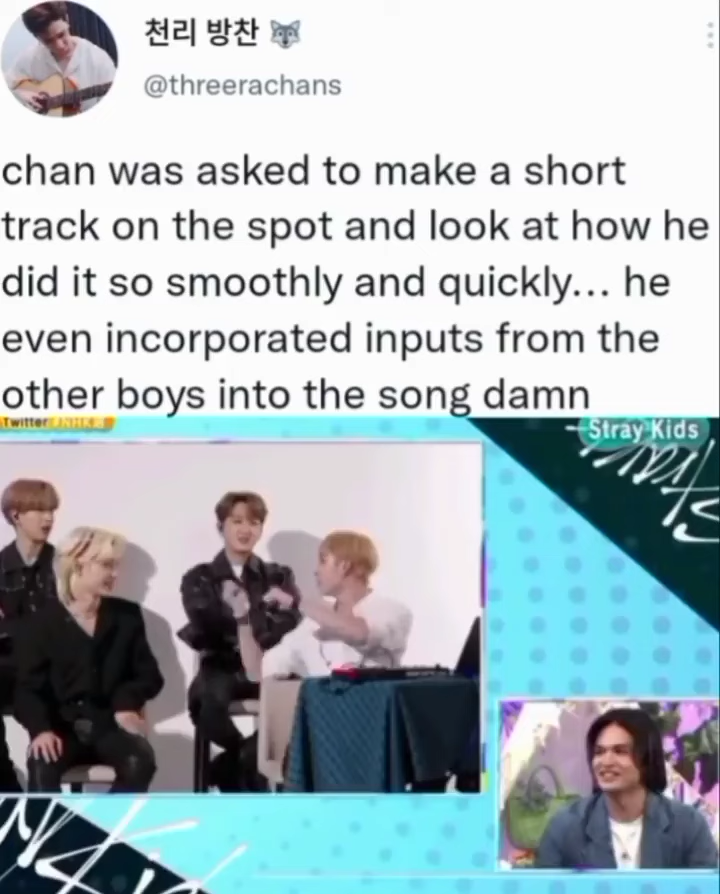 천리 방찬 🐺
@threerachans
chan was asked to make a short
track on the spot and look at how he
did it so smoothly and quickly... he
even incorporated inputs from the
other boys into the song damn
Twitter #NHK
Stray Kids